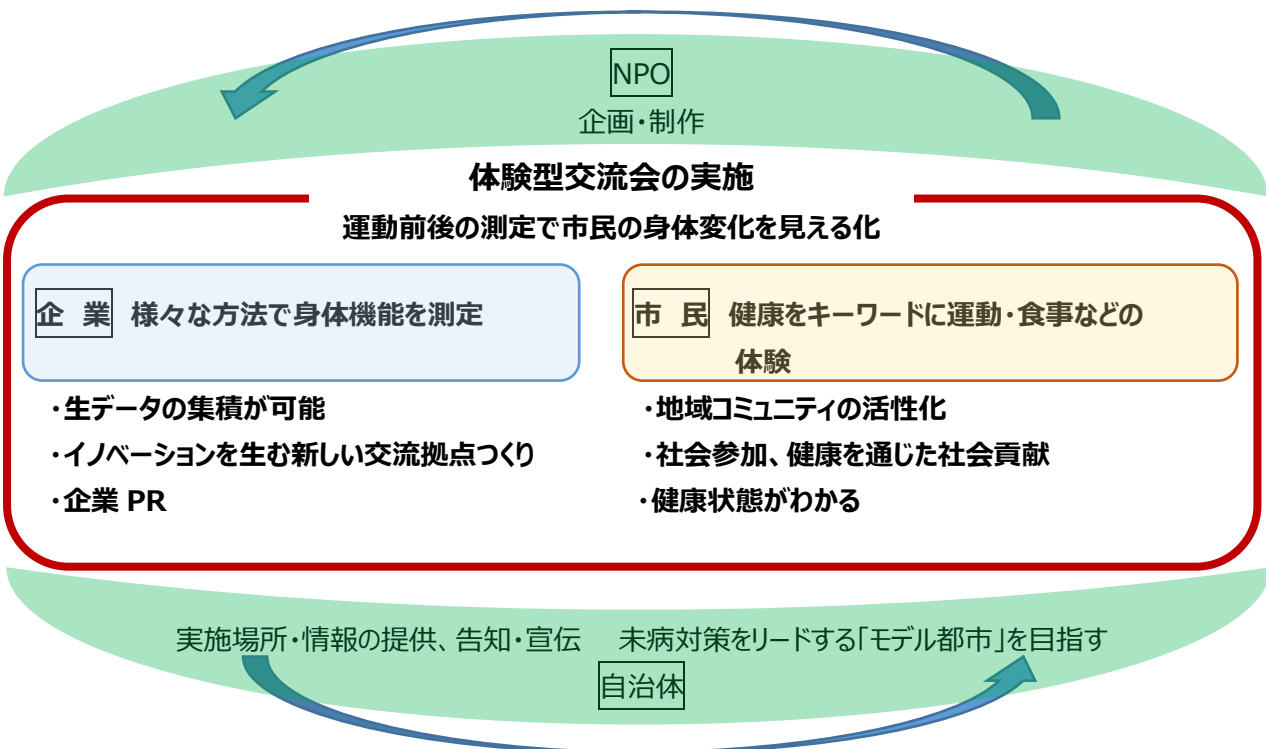 NPO
企画・制作
体験型交流会の実施
運動前後の測定で市民の身体変化を見える化
企 業 様々な方法で身体機能を測定
・生データの集積が可能
・イノベーションを生む新しい交流拠点つくり
・企業 PR
市 民 健康をキーワードに運動・食事などの
体験
・地域コミュニティの活性化
・社会参加、健康を通じた社会貢献
・健康状態がわかる
実施場所・情報の提供、告知・宣伝 未病対策をリードする「モデル都市」を目指す
自治体